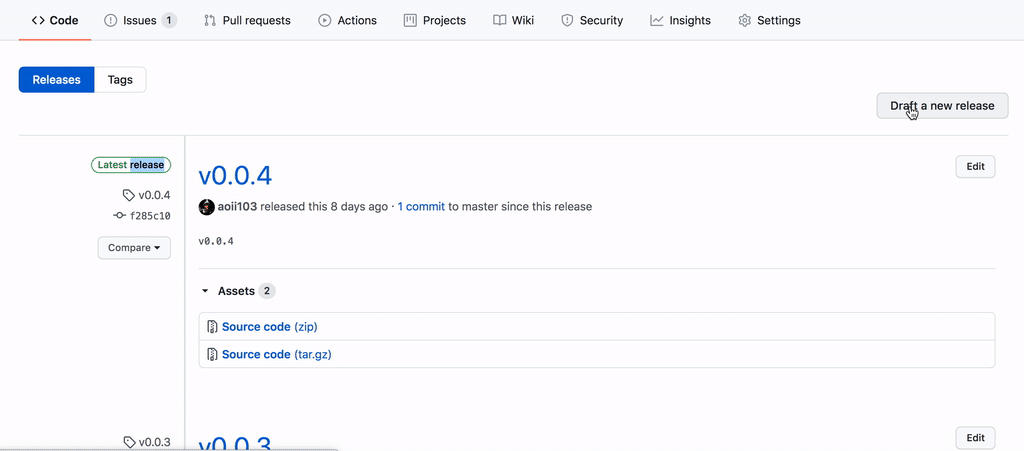 Code Issues 1 Pull requests Actions Projects Wiki Security Insights Settings
Releases Tags
Draft a new release
Latest release
v0.0.4
Edit
v0.0.4
aoii103 released this 8 days ago · 1 commit to master since this release
f285c10
v0.0.4
Compare
Assets 2
Source code (zip)
Source code (tar.gz)
v0.0.3
v0.0.3
Edit